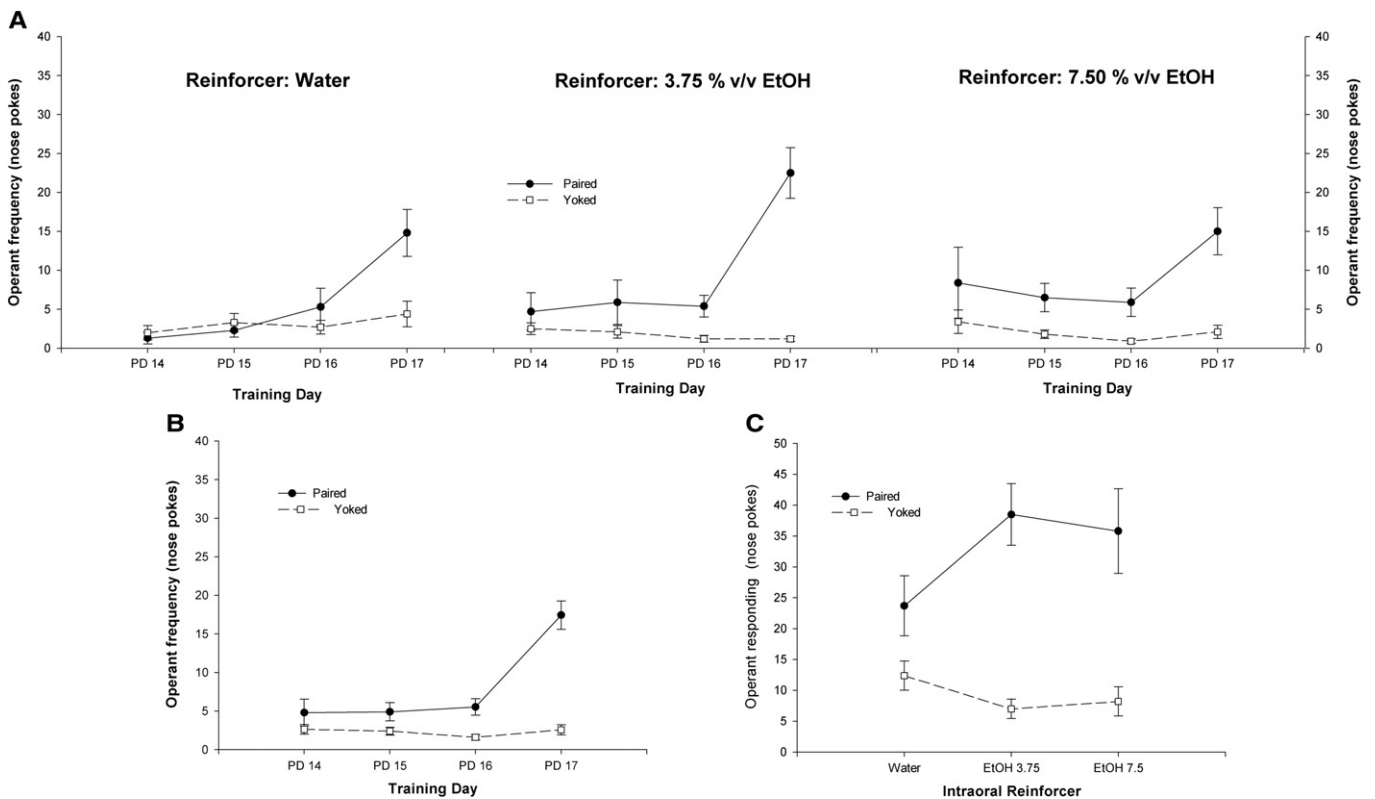 A
Reinforcer: Water
Reinforcer: 3.75 % v/v EtOH
Reinforcer: 7.50 % v/v EtOH
Operant frequency (nose pokes)
40
35
30
25
20
15
10
5
0
Paired
Yoked
40
35
30
25
20
15
10
5
0
Operant frequency (nose pokes)
PD 14 PD 15 PD 16 PD 17
PD 14 PD 15 PD 16 PD 17
PD 14 PD 15 PD 16 PD 17
Training Day
Training Day
Training Day
B
Operant frequency (nose pokes)
40
35
30
25
20
15
10
5
0
Paired
Yoked
PD 14 PD 15 PD 16 PD 17
Training Day
C
Operant responding (nose pokes)
50
45
40
35
30
25
20
15
10
5
0
Paired
Yoked
Water EtOH 3.75 EtOH 7.5
Intraoral Reinforcer